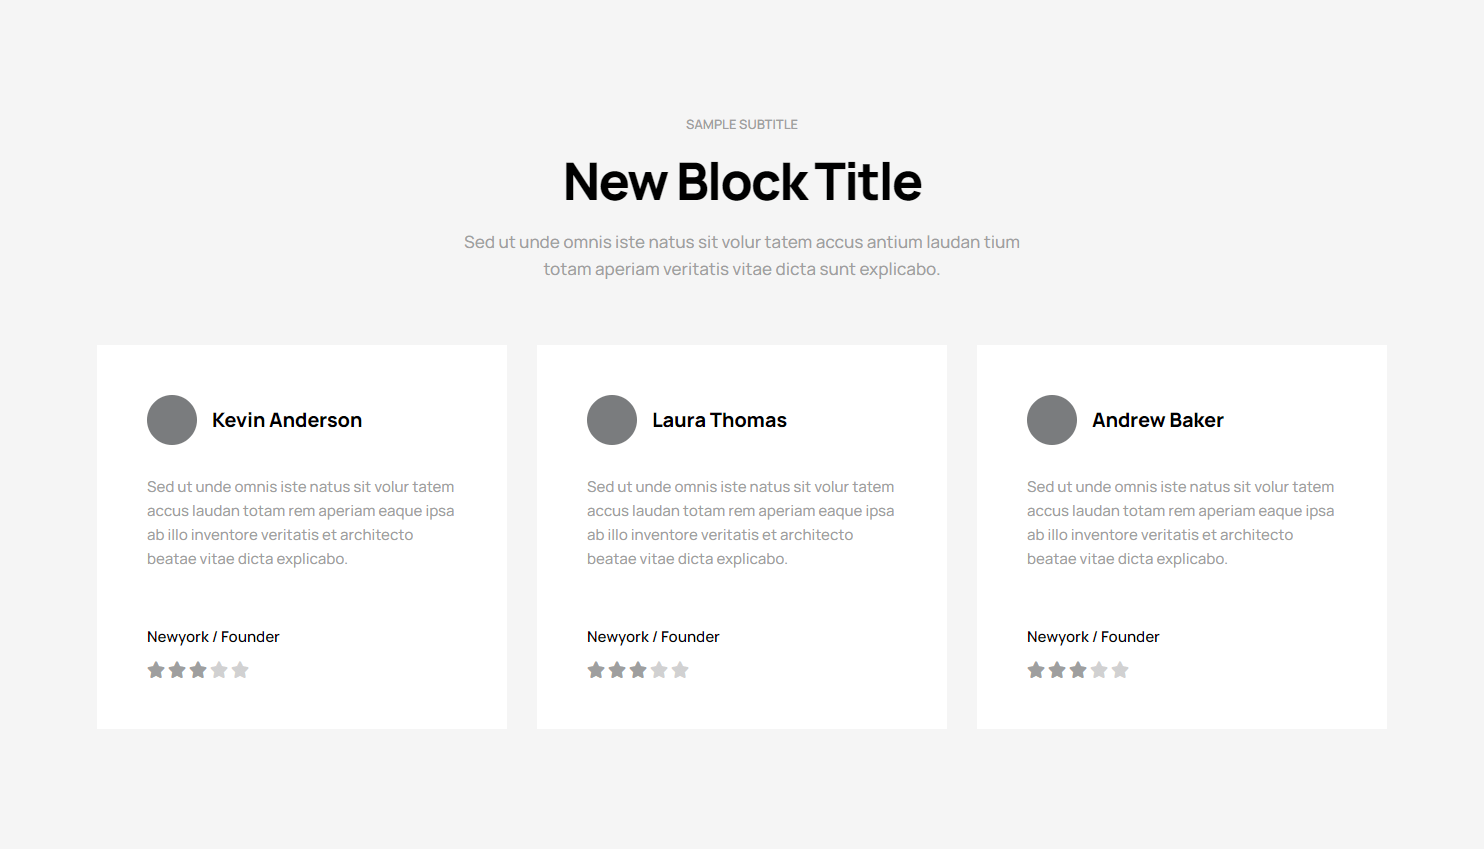 SAMPLE SUBTITLE
New Block Title
Sed ut unde omnis iste natus sit volur tatem accus antium laudan tium
totam aperiam veritatis vitae dicta sunt explicabo.
Kevin Anderson
Sed ut unde omnis iste natus sit volur tatem
accus laudan totam rem aperiam eaque ipsa
ab illo inventore veritatis et architecto
beatae vitae dicta explicabo.
Newyork / Founder
Laura Thomas
Sed ut unde omnis iste natus sit volur tatem
accus laudan totam rem aperiam eaque ipsa
ab illo inventore veritatis et architecto
beatae vitae dicta explicabo.
Newyork / Founder
Andrew Baker
Sed ut unde omnis iste natus sit volur tatem
accus laudan totam rem aperiam eaque ipsa
ab illo inventore veritatis et architecto
beatae vitae dicta explicabo.
Newyork / Founder